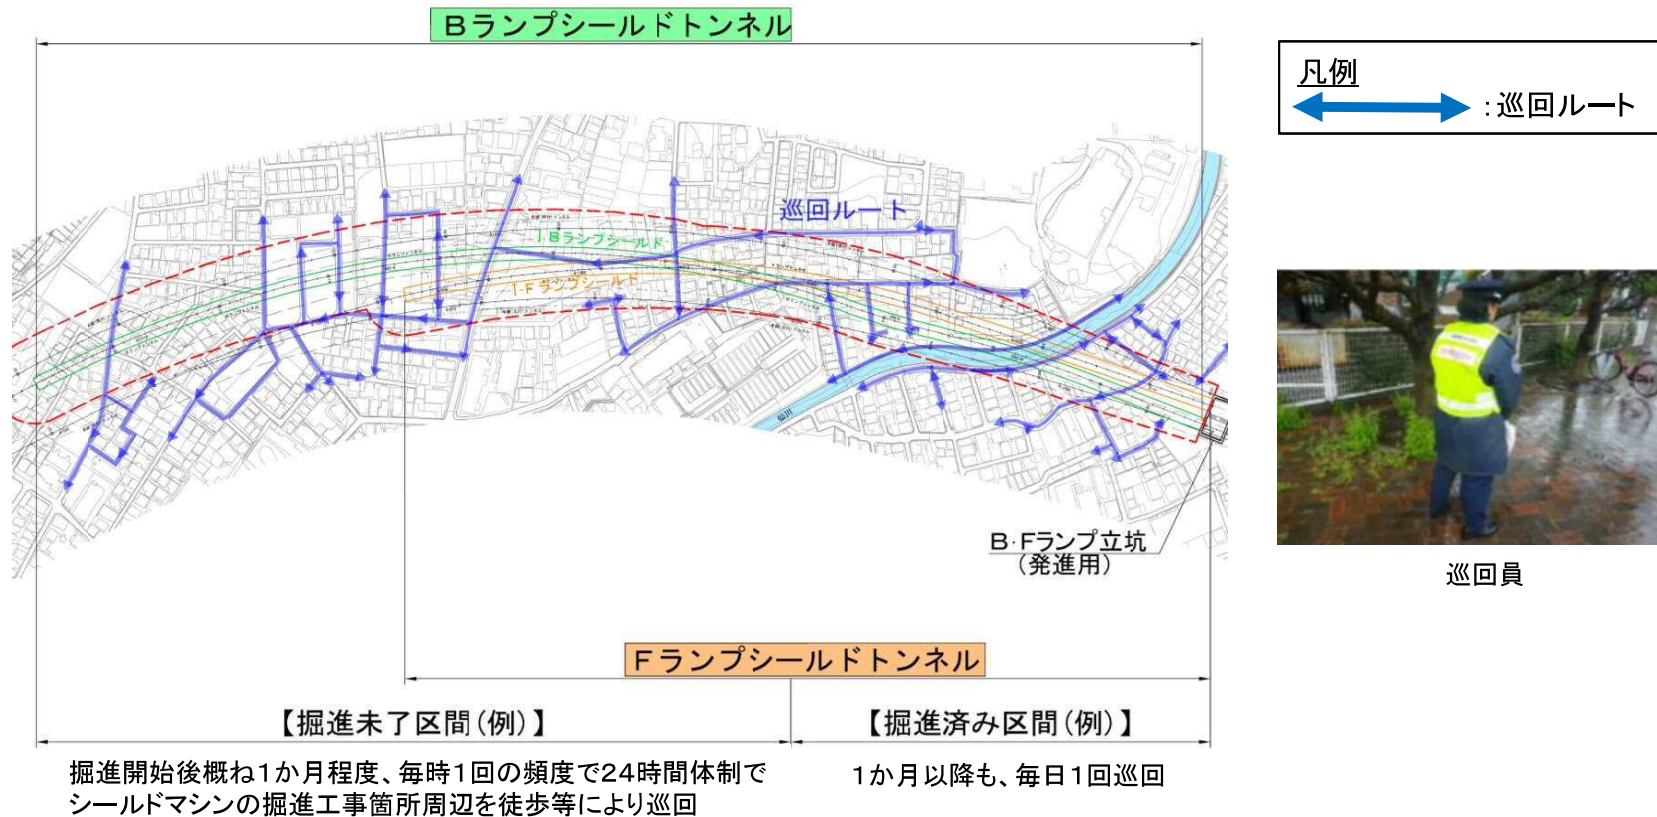 Bランプシールドトンネル
凡例
:巡回ルート
巡回ルート
Bランプシールド
Fランプシールド
仙川
B・Fランプ立坑
(発進用)
巡回員
Fランプシールドトンネル
【掘進未了区間(例)】
【掘進済み区間(例)】
掘進開始後概ね1か月程度、毎時1回の頻度で24時間体制で
シールドマシンの掘進工事箇所周辺を徒歩等により巡回
1か月以降も、毎日1回巡回